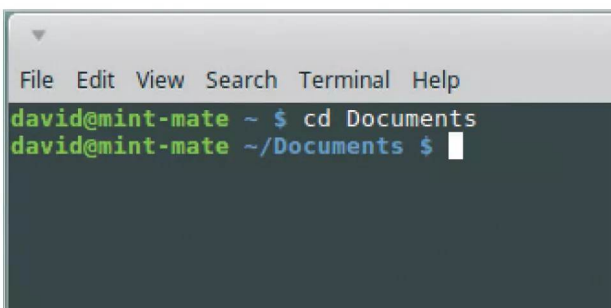 File Edit View Search Terminal Help
david@mint-mate ~ $ cd Documents
david@mint-mate ~/Documents $